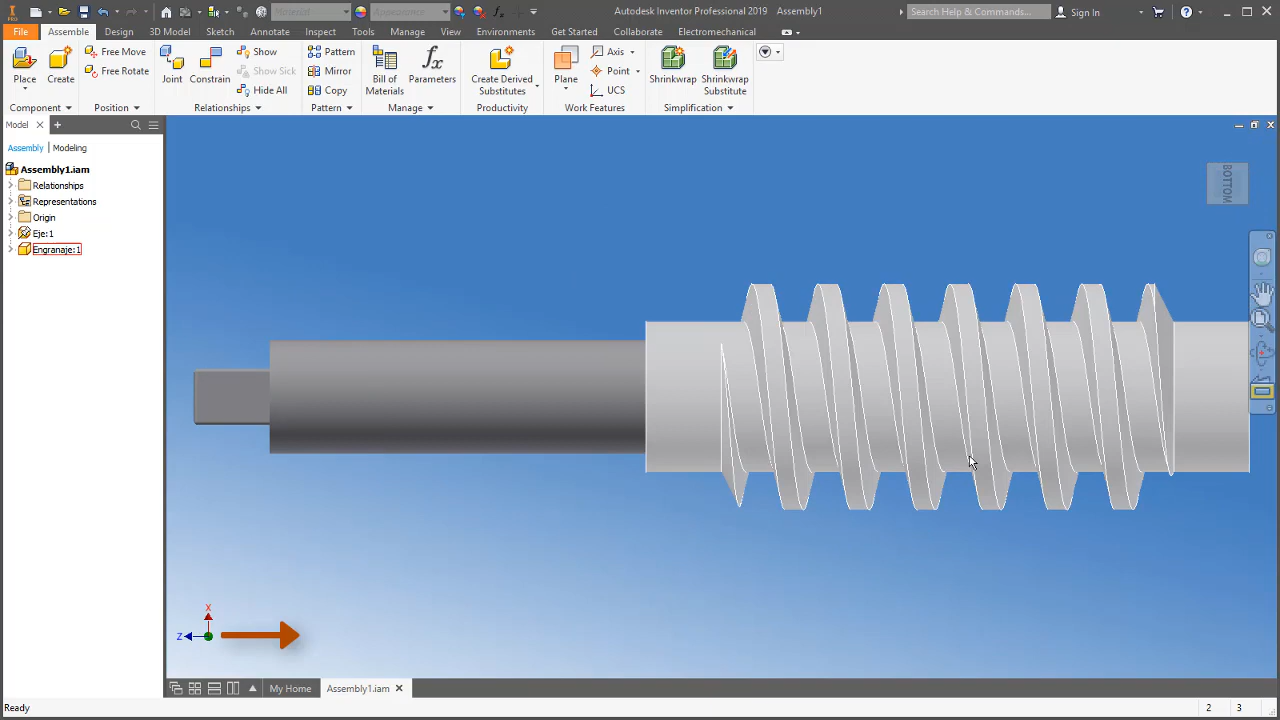 I PRO
Material
Appearance
Autodesk Inventor Professional 2019 Assembly1
Search Help & Commands...
Sign In
File Assemble Design 3D Model Sketch Annotate Inspect Tools Manage View Environments Get Started Collaborate Electromechanical
Place Create
Free Move
Free Rotate
Component Position
Joint Constrain
Show
Show Sick
Hide All
Relationships
Pattern
Mirror
Copy
Pattern
Bill of Materials
fx
Parameters
Manage
Create Derived Substitutes
Productivity
Plane
Axis
Point
UCS
Work Features
Shrinkwrap
Shrinkwrap Substitute
Simplification
Model
Assembly | Modeling
Assembly1.iam
Relationships
Representations
Origin
Eje:1
Engranaje:1
BOTTOM
X
Z
My Home Assembly1.iam
Ready 2 3